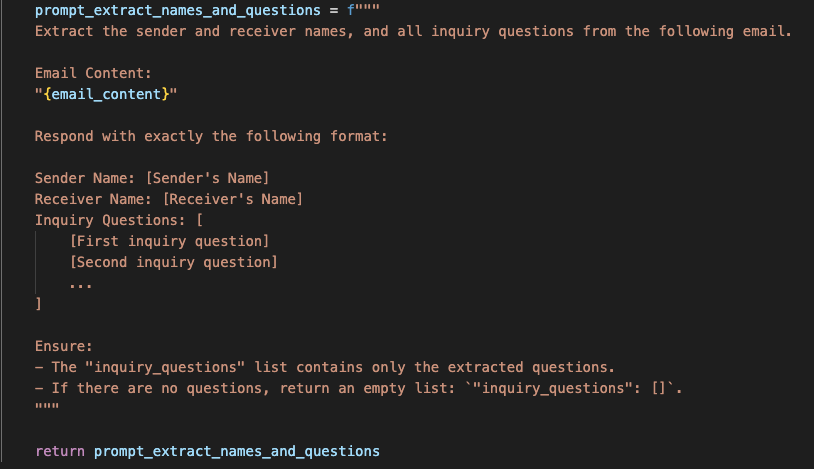 prompt_extract_names_and_questions = f"""
Extract the sender and receiver names, and all inquiry questions from the following email.

Email Content:
"{email_content}"

Respond with exactly the following format:

Sender Name: [Sender's Name]
Receiver Name: [Receiver's Name]
Inquiry Questions: [
    [First inquiry question]
    [Second inquiry question]
    ...
]

Ensure:
- The "inquiry_questions" list contains only the extracted questions.
- If there are no questions, return an empty list: `"inquiry_questions": []`.
"""

return prompt_extract_names_and_questions